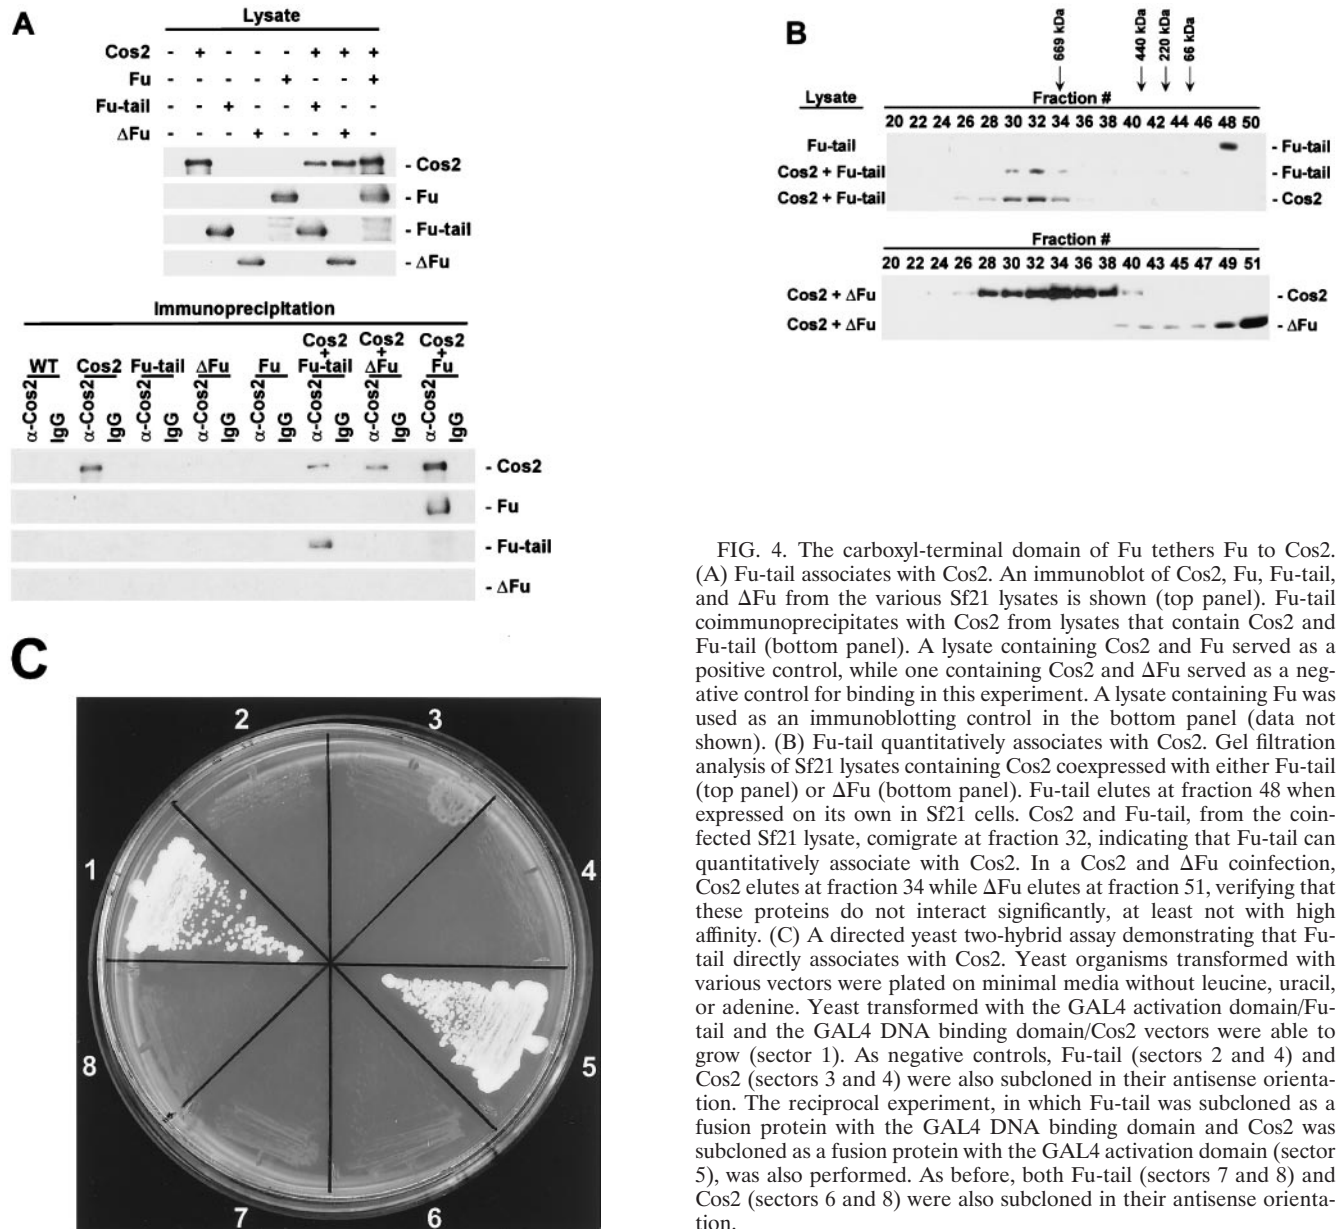 A
Lysate
Cos2 - + - - - + + +
Fu - - - - + - - +
Fu-tail - - + - - + - -
ΔFu - - - + - - + -
- Cos2
- Fu
- Fu-tail
- ΔFu
Immunoprecipitation
WT Cos2 Fu-tail ΔFu Fu Cos2 + Fu-tail Cos2 + ΔFu Cos2 + Fu
α-Cos2 IgG α-Cos2 IgG α-Cos2 IgG α-Cos2 IgG α-Cos2 IgG α-Cos2 IgG α-Cos2 IgG α-Cos2 IgG
- Cos2
- Fu
- Fu-tail
- ΔFu
B
669 kDa 440 kDa 220 kDa 66 kDa
Lysate Fraction #
20 22 24 26 28 30 32 34 36 38 40 42 44 46 48 50
Fu-tail - Fu-tail
Cos2 + Fu-tail - Fu-tail
Cos2 + Fu-tail - Cos2
Fraction #
20 22 24 26 28 30 32 34 36 38 40 43 45 47 49 51
Cos2 + ΔFu - Cos2
Cos2 + ΔFu - ΔFu
C
2 3
1 4
8 5
7 6
FIG. 4. The carboxyl-terminal domain of Fu tethers Fu to Cos2.
(A) Fu-tail associates with Cos2. An immunoblot of Cos2, Fu, Fu-tail,
and ΔFu from the various Sf21 lysates is shown (top panel). Fu-tail
coimmunoprecipitates with Cos2 from lysates that contain Cos2 and
Fu-tail (bottom panel). A lysate containing Cos2 and Fu served as a
positive control, while one containing Cos2 and ΔFu served as a neg-
ative control for binding in this experiment. A lysate containing Fu was
used as an immunoblotting control in the bottom panel (data not
shown). (B) Fu-tail quantitatively associates with Cos2. Gel filtration
analysis of Sf21 lysates containing Cos2 coexpressed with either Fu-tail
(top panel) or ΔFu (bottom panel). Fu-tail elutes at fraction 48 when
expressed on its own in Sf21 cells. Cos2 and Fu-tail, from the coin-
fected Sf21 lysate, comigrate at fraction 32, indicating that Fu-tail can
quantitatively associate with Cos2. In a Cos2 and ΔFu coinfection,
Cos2 elutes at fraction 34 while ΔFu elutes at fraction 51, verifying that
these proteins do not interact significantly, at least not with high
affinity. (C) A directed yeast two-hybrid assay demonstrating that Fu-
tail directly associates with Cos2. Yeast organisms transformed with
various vectors were plated on minimal media without leucine, uracil,
or adenine. Yeast transformed with the GAL4 activation domain/Fu-
tail and the GAL4 DNA binding domain/Cos2 vectors were able to
grow (sector 1). As negative controls, Fu-tail (sectors 2 and 4) and
Cos2 (sectors 3 and 4) were also subcloned in their antisense orienta-
tion. The reciprocal experiment, in which Fu-tail was subcloned as a
fusion protein with the GAL4 DNA binding domain and Cos2 was
subcloned as a fusion protein with the GAL4 activation domain (sector
5), was also performed. As before, both Fu-tail (sectors 7 and 8) and
Cos2 (sectors 6 and 8) were also subcloned in their antisense orienta-
tion.